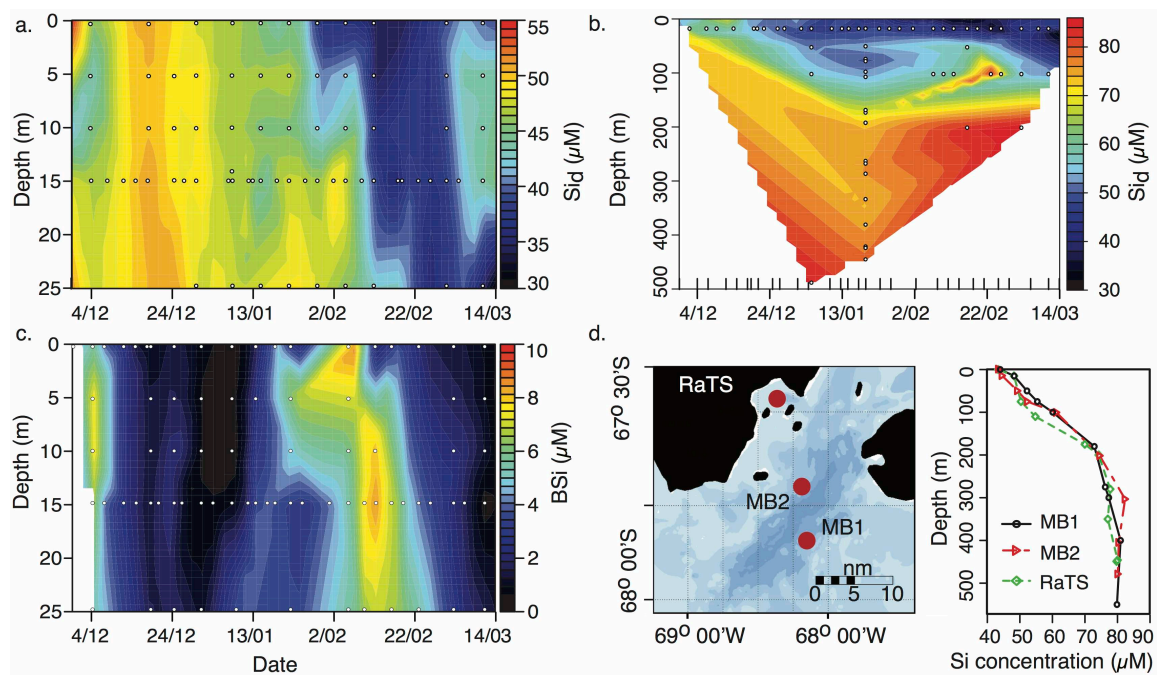 a.
0
5
10
15
20
25
Depth (m)
4/12 24/12 13/01 2/02 22/02 14/03
55
50
45
40
35
30
Sid (µM)
b.
0
100
200
300
400
500
Depth (m)
4/12 24/12 13/01 2/02 22/02 14/03
80
70
60
50
40
30
Sid (µM)
c.
0
5
10
15
20
25
Depth (m)
4/12 24/12 13/01 2/02 22/02 14/03
Date
10
8
6
4
2
0
BSi (µM)
d.
67º 30'S
68º 00'S
RaTS
MB2
MB1
nm
0 5 10
69º 00'W 68º 00'W
0
100
200
300
400
500
Depth (m)
MB1
MB2
RaTS
40 50 60 70 80 90
Si concentration (µM)